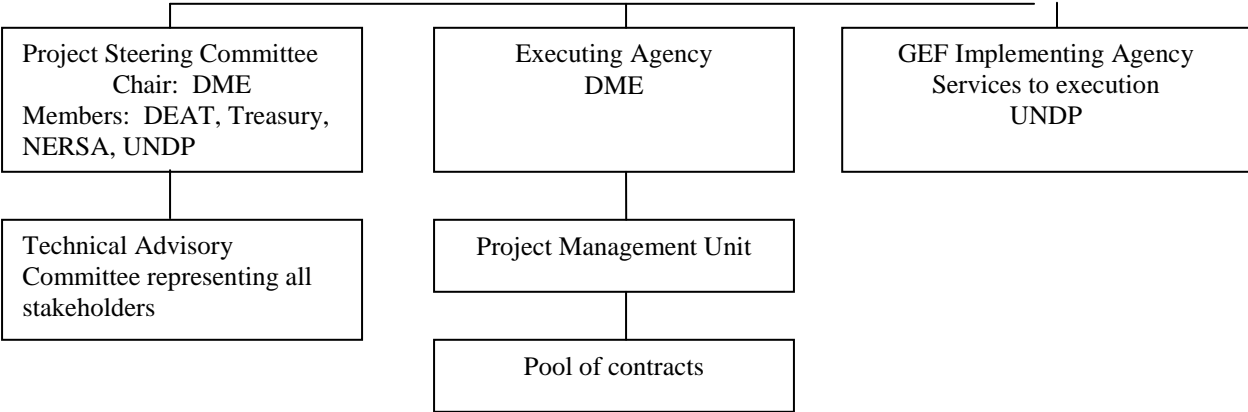 Project Steering Committee
Chair: DME
Members: DEAT, Treasury,
NERSA, UNDP
Executing Agency
DME
GEF Implementing Agency
Services to execution
UNDP
Technical Advisory
Committee representing all
stakeholders
Project Management Unit
Pool of contracts